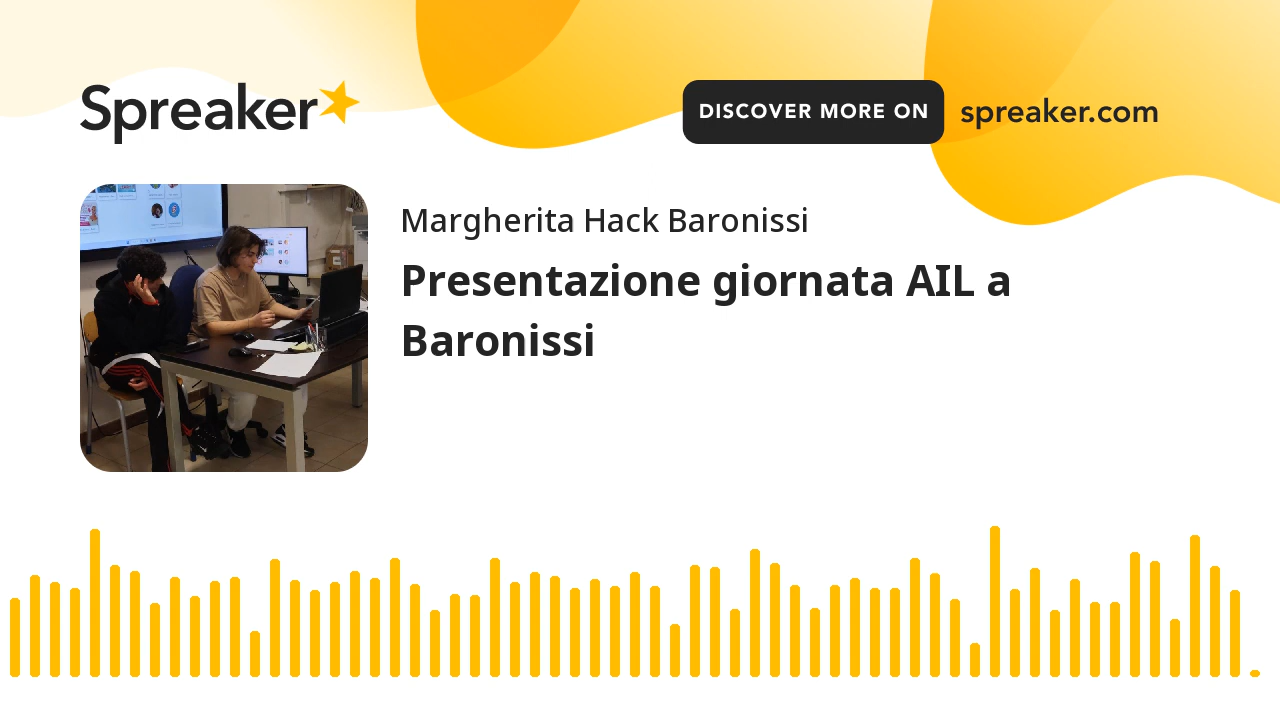 Spreaker
DISCOVER MORE ON spreaker.com
Margherita Hack Baronissi
Presentazione giornata AIL a
Baronissi